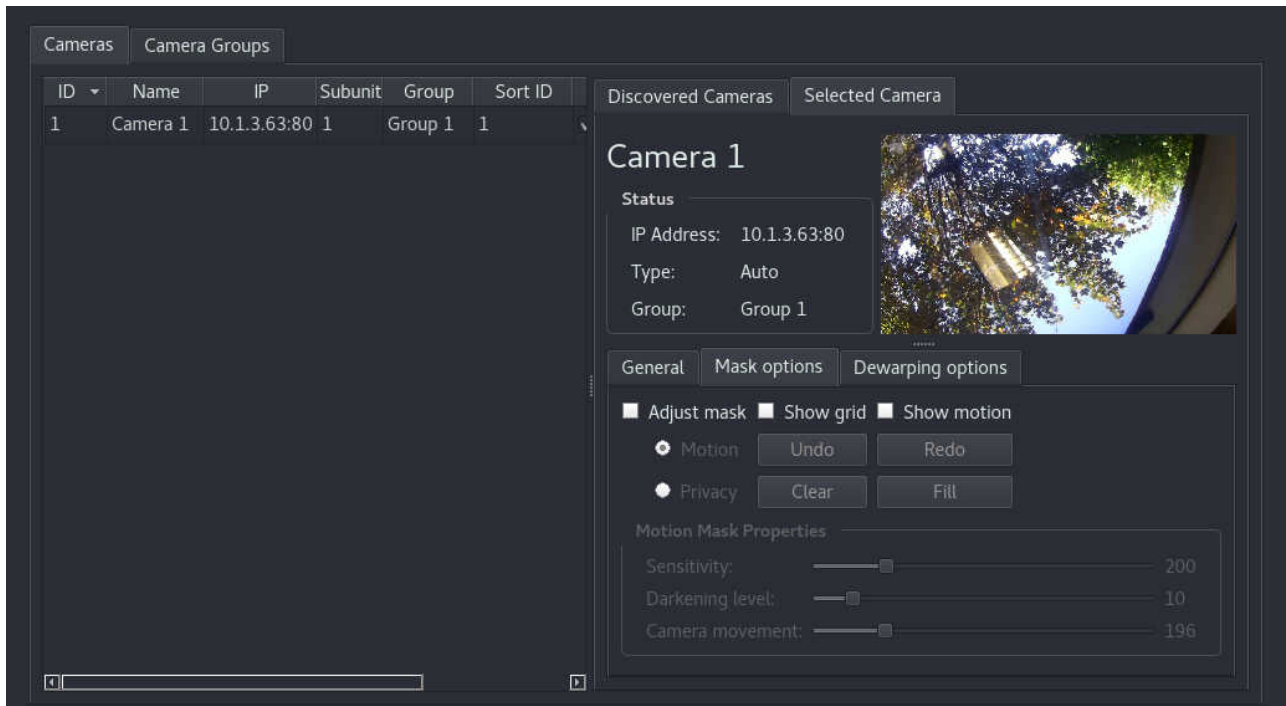 Cameras Camera Groups
ID Name IP Subunit Group Sort ID
1 Camera 1 10.1.3.63:80 1 Group 1 1
Discovered Cameras Selected Camera
Camera 1
Status
IP Address: 10.1.3.63:80
Type: Auto
Group: Group 1
General Mask options Dewarping options
Adjust mask Show grid Show motion
Motion Undo Redo
Privacy Clear Fill
Motion Mask Properties
Sensitivity: 200
Darkening level: 10
Camera movement: 196